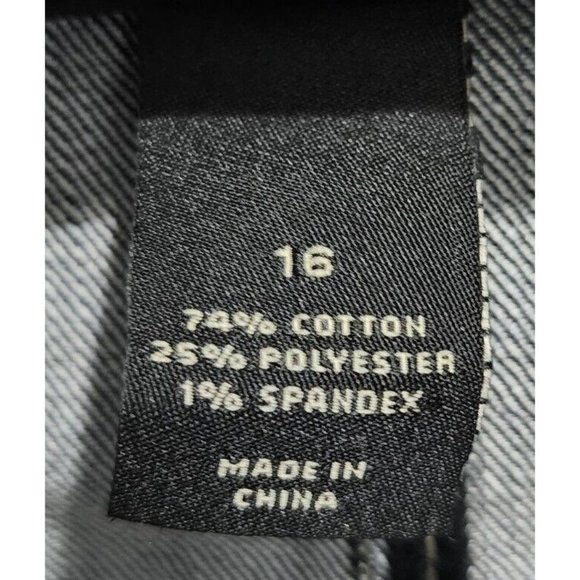 16
74% COTTON
25% POLYESTER
1% SPANDEX
MADE IN
CHINA